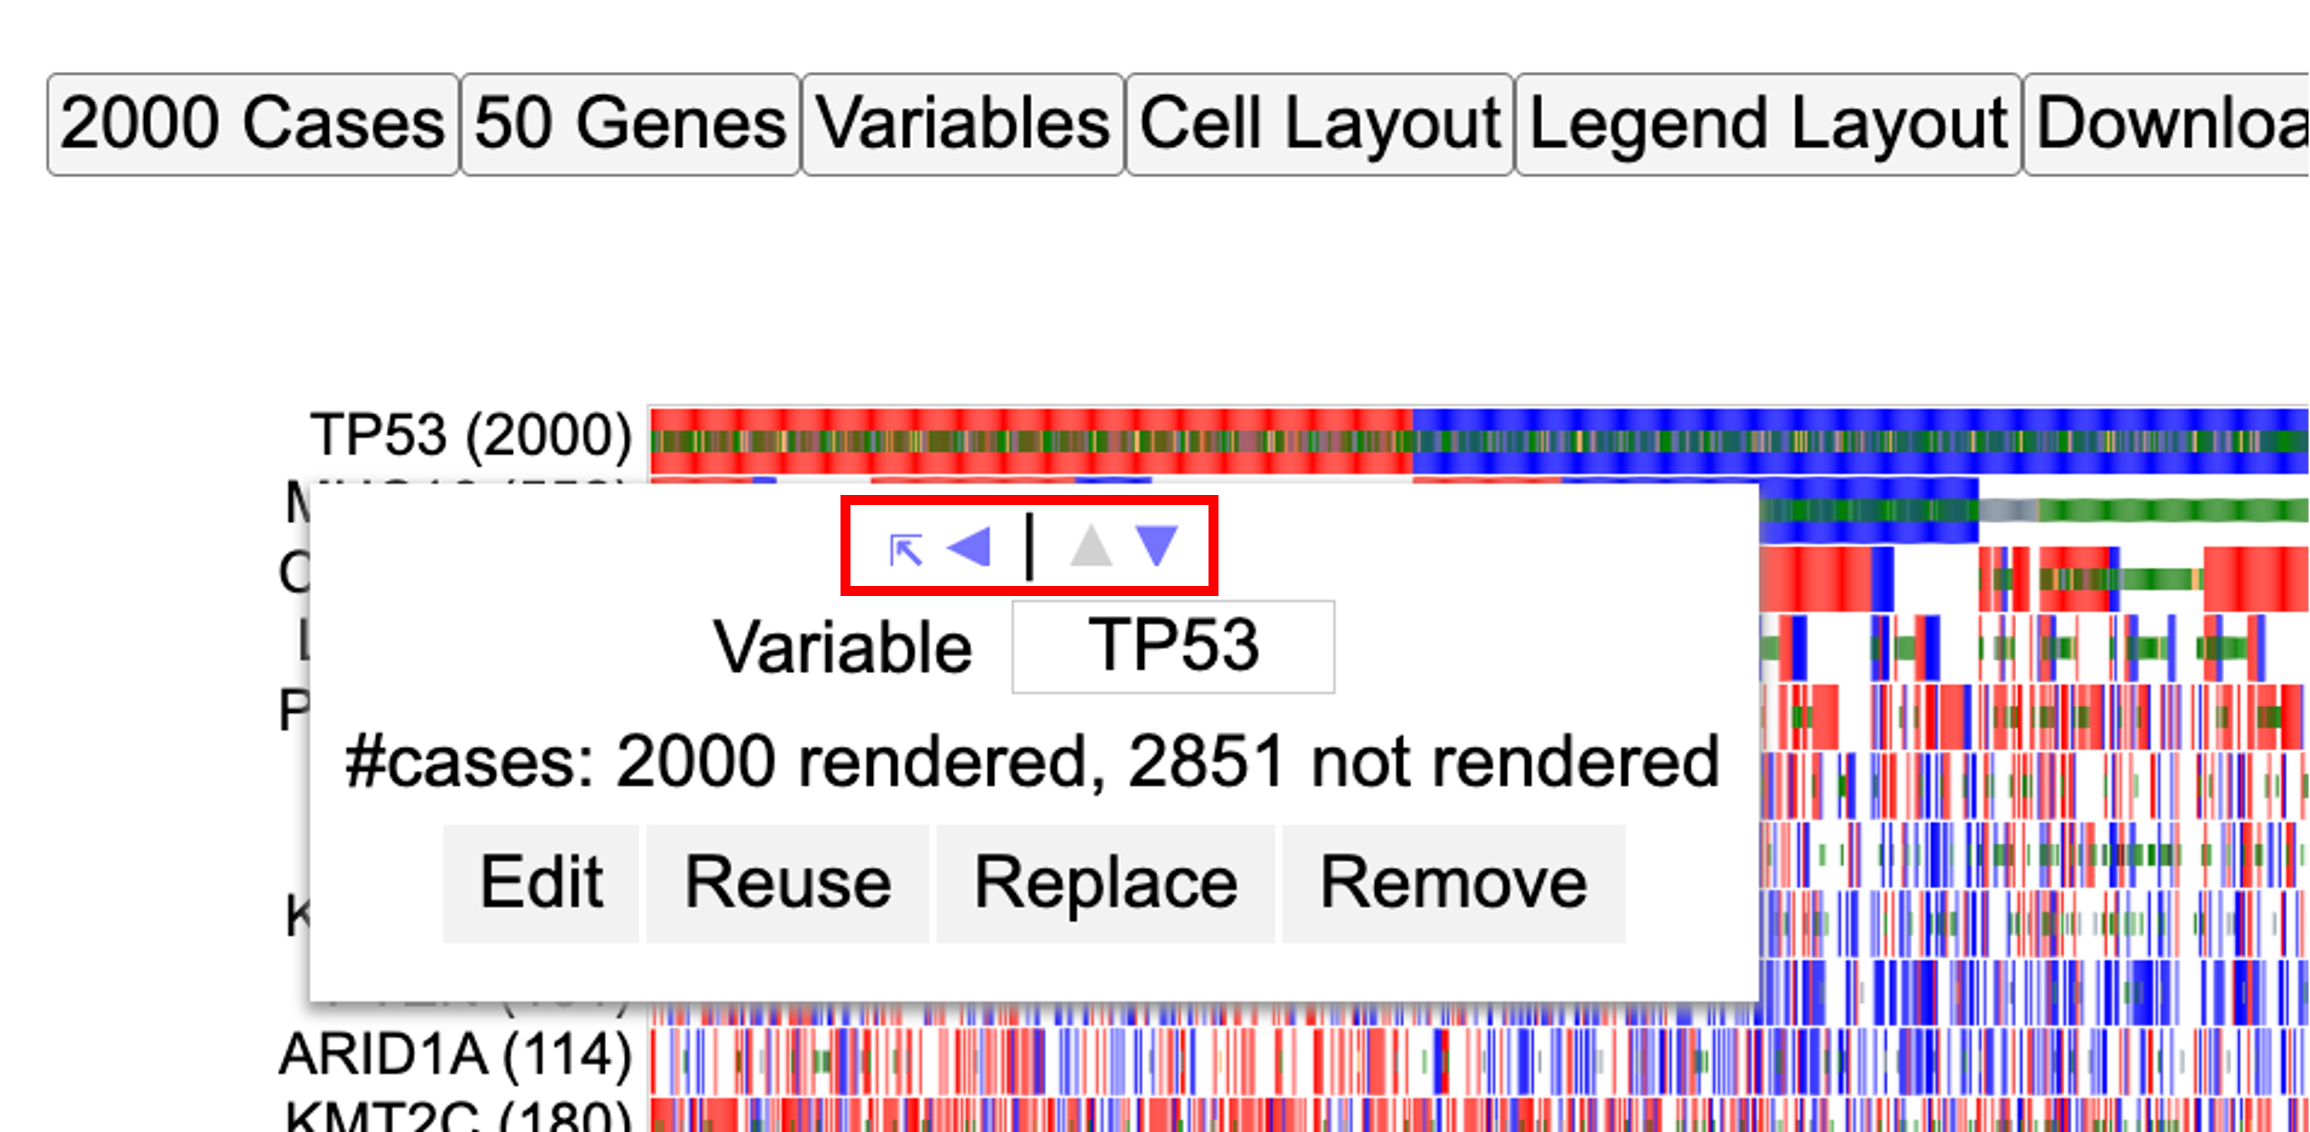 2000 Cases 50 Genes Variables Cell Layout Legend Layout Downloa
TP53 (2000)
Variable TP53
#cases: 2000 rendered, 2851 not rendered
Edit Reuse Replace Remove
ARID1A (114)
KMT2C (180)